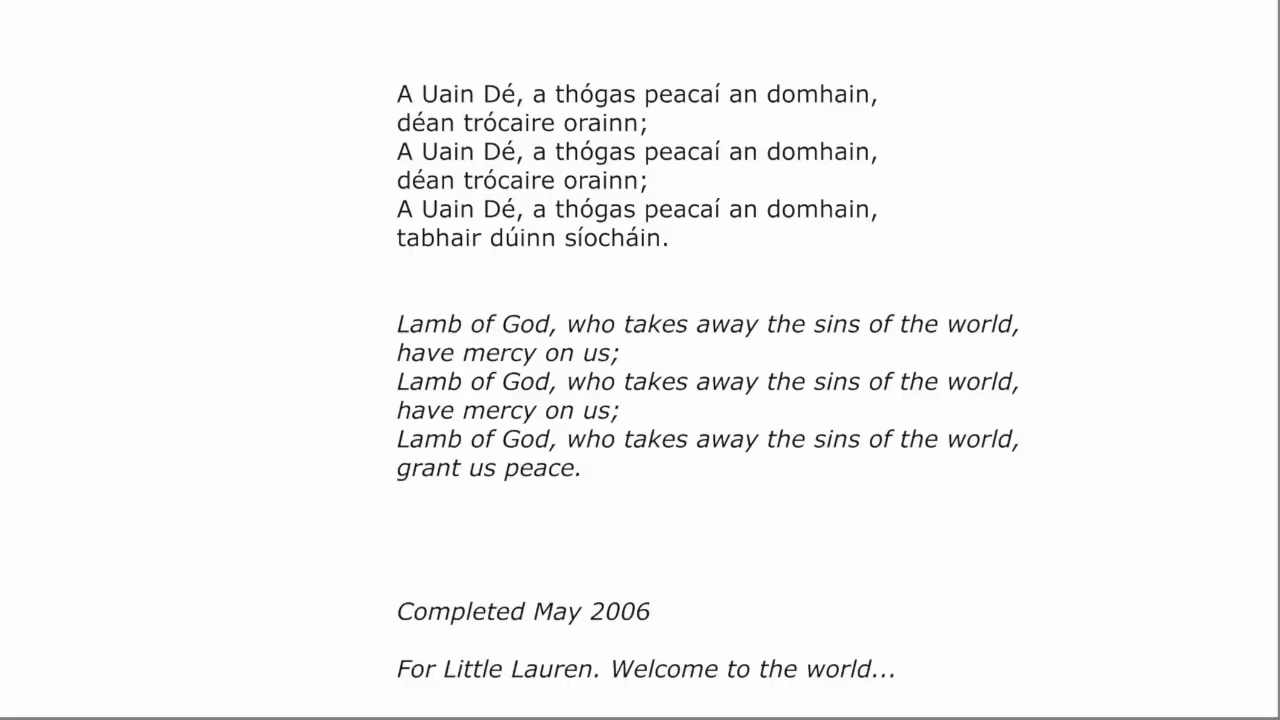 A Uain Dé, a thógas peacaí an domhain,
déan trócaire orainn;
A Uain Dé, a thógas peacaí an domhain,
déan trócaire orainn;
A Uain Dé, a thógas peacaí an domhain,
tabhair dúinn síocháin.
Lamb of God, who takes away the sins of the world,
have mercy on us;
Lamb of God, who takes away the sins of the world,
have mercy on us;
Lamb of God, who takes away the sins of the world,
grant us peace.
Completed May 2006
For Little Lauren. Welcome to the world...